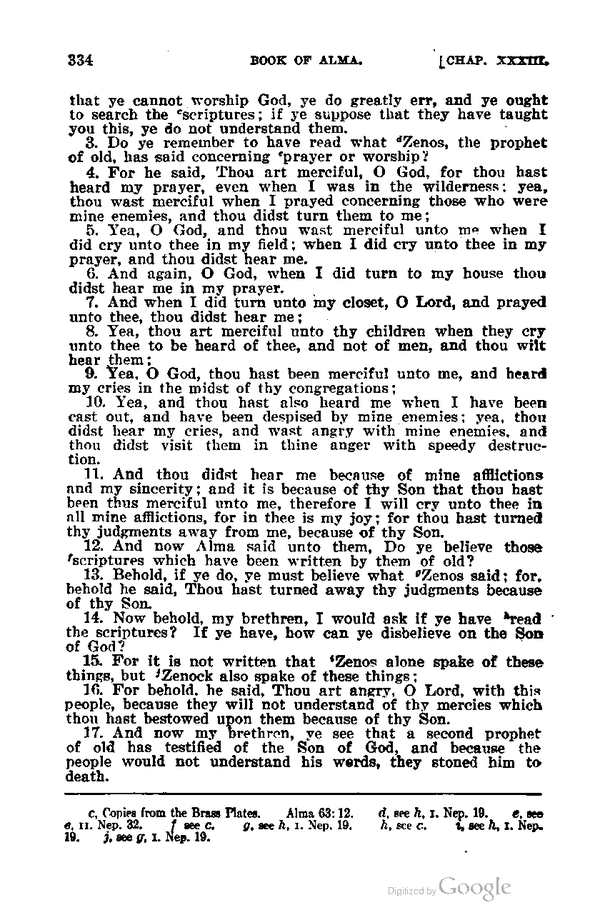 334 BOOK OF ALMA. [CHAP. XXXIII.
that ye cannot worship God, ye do greatly err, and ye ought
to search the ᶜscriptures; if ye suppose that they have taught
you this, ye do not understand them.
3. Do ye remember to have read what ᵈZenos, the prophet
of old, has said concerning ᵉprayer or worship?
4. For he said, Thou art merciful, O God, for thou hast
heard my prayer, even when I was in the wilderness; yea,
thou wast merciful when I prayed concerning those who were
mine enemies, and thou didst turn them to me;
5. Yea, O God, and thou wast merciful unto me when I
did cry unto thee in my field; when I did cry unto thee in my
prayer, and thou didst hear me.
6. And again, O God, when I did turn to my house thou
didst hear me in my prayer.
7. And when I did turn unto my closet, O Lord, and prayed
unto thee, thou didst hear me;
8. Yea, thou art merciful unto thy children when they cry
unto thee to be heard of thee, and not of men, and thou wilt
hear them;
9. Yea, O God, thou hast been merciful unto me, and heard
my cries in the midst of thy congregations;
10. Yea, and thou hast also heard me when I have been
cast out, and have been despised by mine enemies; yea, thou
didst hear my cries, and wast angry with mine enemies, and
thou didst visit them in thine anger with speedy destruc-
tion.
11. And thou didst hear me because of mine afflictions
and my sincerity; and it is because of thy Son that thou hast
been thus merciful unto me, therefore I will cry unto thee in
all mine afflictions, for in thee is my joy; for thou hast turned
thy judgments away from me, because of thy Son.
12. And now Alma said unto them, Do ye believe those
ᶠscriptures which have been written by them of old?
13. Behold, if ye do, ye must believe what ᵍZenos said; for,
behold he said, Thou hast turned away thy judgments because
of thy Son.
14. Now behold, my brethren, I would ask if ye have ʰread
the scriptures? If ye have, how can ye disbelieve on the Son
of God?
15. For it is not written that ⁱZenos alone spake of these
things, but ʲZenock also spake of these things;
16. For behold, he said, Thou art angry, O Lord, with this
people, because they will not understand of thy mercies which
thou hast bestowed upon them because of thy Son.
17. And now my brethren, ye see that a second prophet
of old has testified of the Son of God, and because the
people would not understand his words, they stoned him to
death.
c, Copies from the Brass Plates. Alma 63:12. d, see h, I. Nep. 19. e, see
e, II. Nep. 32. f see c. g, see h, I. Nep. 19. h, see c. i, see h, I. Nep.
19. j, see g, I. Nep. 19.
Digitized by Google